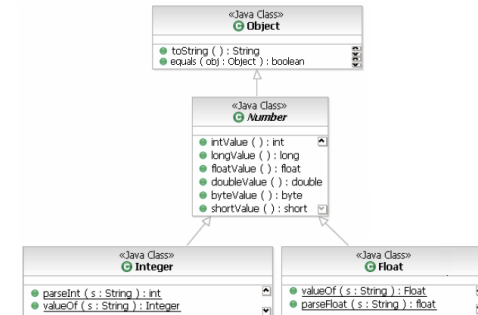 «Java Class»
Object
toString ( ) : String
equals ( obj : Object ) : boolean
«Java Class»
Number
intValue ( ) : int
longValue ( ) : long
floatValue ( ) : float
doubleValue ( ) : double
byteValue ( ) : byte
shortValue ( ) : short
«Java Class»
Integer
parseInt ( s : String ) : int
valueOf ( s : String ) : Integer
«Java Class»
Float
valueOf ( s : String ) : Float
parseFloat ( s : String ) : float